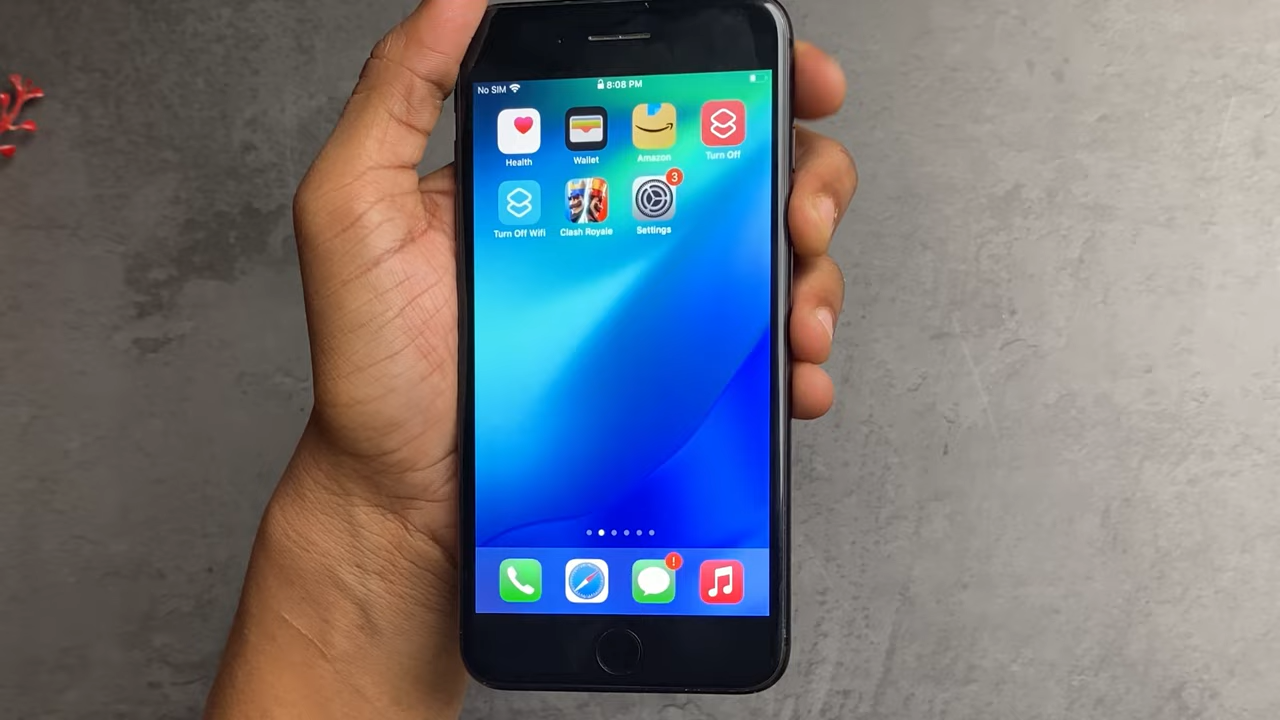 No SIM 8:08 PM
Health Wallet Amazon Turn Off
3
Turn Off Wifi Clash Royale Settings
!